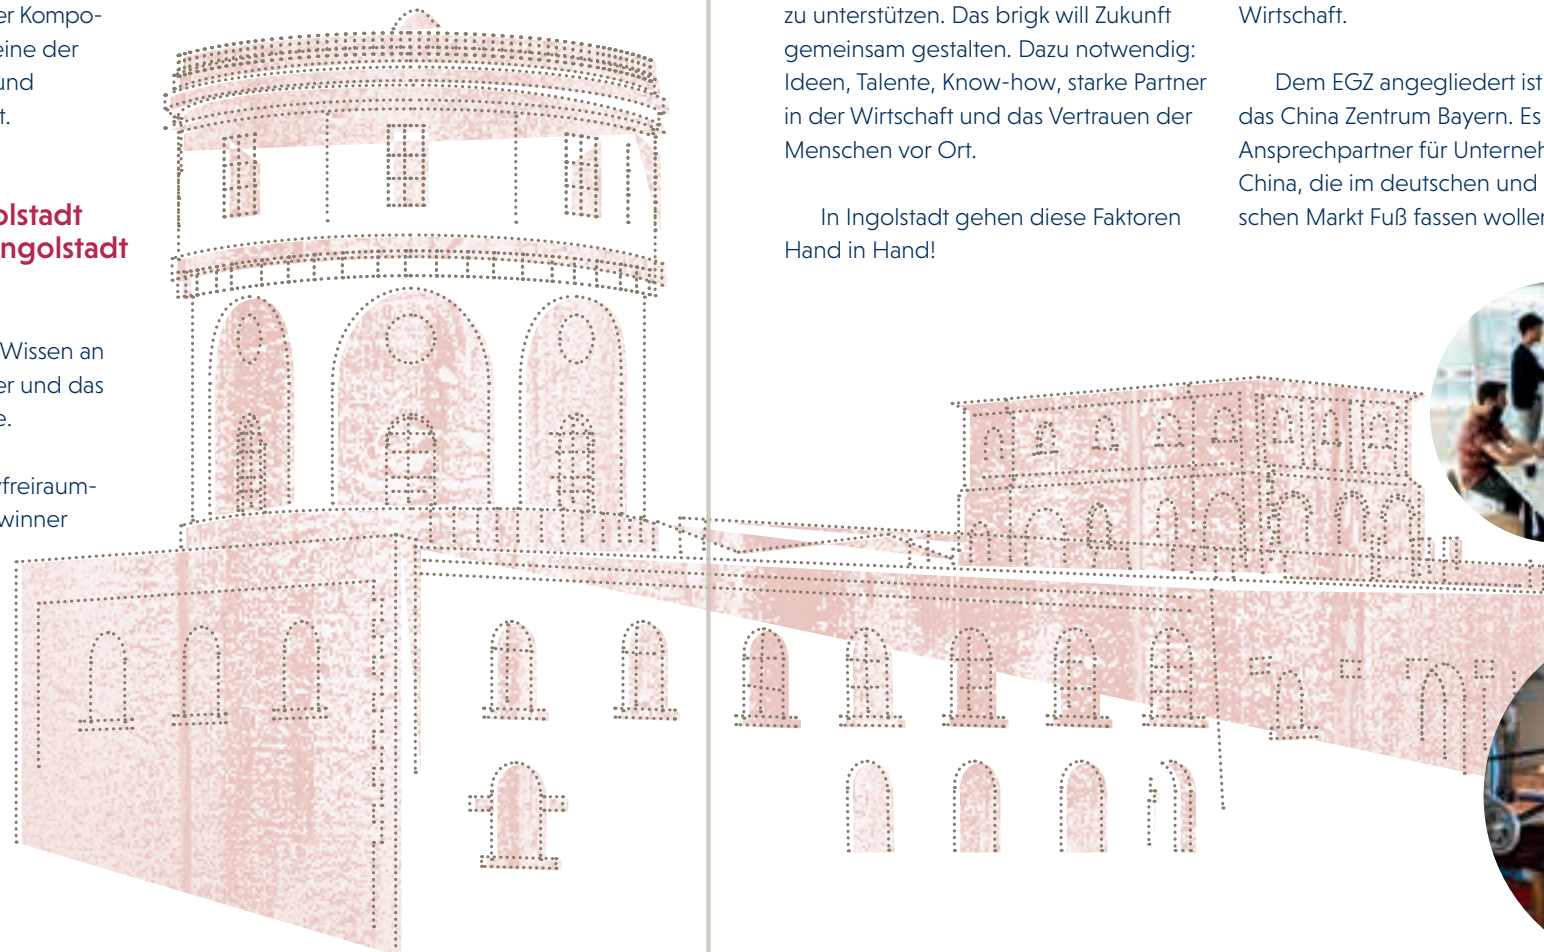 er Kompo-
eine der
und
t.
olstadt
ngolstadt
Wissen an
er und das
e.
freiraum-
winner
zu unterstützen. Das brigk will Zukunft
gemeinsam gestalten. Dazu notwendig:
Ideen, Talente, Know-how, starke Partner
in der Wirtschaft und das Vertrauen der
Menschen vor Ort.
In Ingolstadt gehen diese Faktoren
Hand in Hand!
Wirtschaft.
Dem EGZ angegliedert ist
das China Zentrum Bayern. Es
Ansprechpartner für Unterneh
China, die im deutschen und
schen Markt Fuß fassen wollen